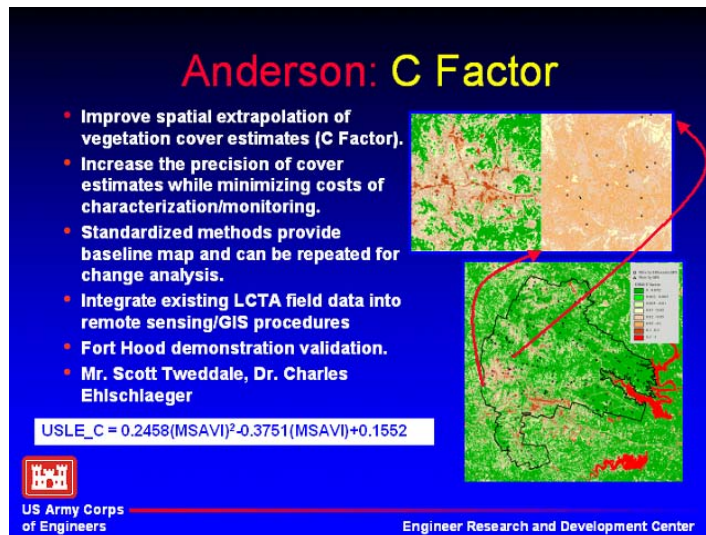 Anderson: C Factor
• Improve spatial extrapolation of
vegetation cover estimates (C Factor).
• Increase the precision of cover
estimates while minimizing costs of
characterization/monitoring.
• Standardized methods provide
baseline map and can be repeated for
change analysis.
• Integrate existing LCTA field data into
remote sensing/GIS procedures
• Fort Hood demonstration validation.
• Mr. Scott Tweddale, Dr. Charles
Ehlschlaeger
USLE_C = 0.2458(MSAVI)²-0.3751(MSAVI)+0.1552
US Army Corps
of Engineers
Engineer Research and Development Center